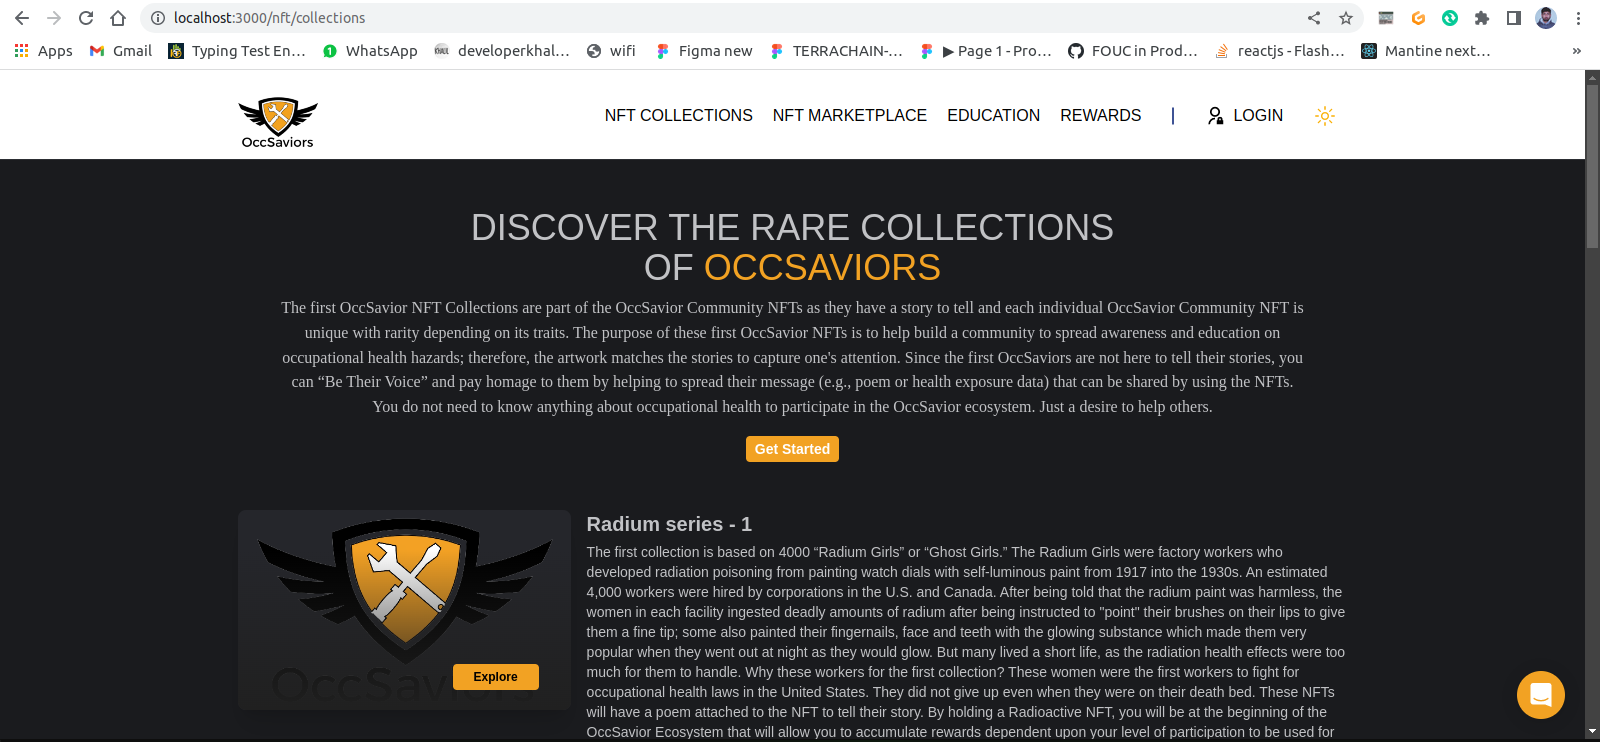 localhost:3000/nft/collections
Apps Gmail Typing Test En... WhatsApp developerkhal... wifi Figma new TERRACHAIN-... ▶ Page 1 - Pro... FOUC in Prod... reactjs - Flash... Mantine next... »
OccSaviors
NFT COLLECTIONS NFT MARKETPLACE EDUCATION REWARDS | LOGIN
DISCOVER THE RARE COLLECTIONS
OF OCCSAVIORS
The first OccSavior NFT Collections are part of the OccSavior Community NFTs as they have a story to tell and each individual OccSavior Community NFT is
unique with rarity depending on its traits. The purpose of these first OccSavior NFTs is to help build a community to spread awareness and education on
occupational health hazards; therefore, the artwork matches the stories to capture one's attention. Since the first OccSaviors are not here to tell their stories, you
can “Be Their Voice” and pay homage to them by helping to spread their message (e.g., poem or health exposure data) that can be shared by using the NFTs.
You do not need to know anything about occupational health to participate in the OccSavior ecosystem. Just a desire to help others.
Get Started
OccSav
Explore
Radium series - 1
The first collection is based on 4000 “Radium Girls” or “Ghost Girls.” The Radium Girls were factory workers who
developed radiation poisoning from painting watch dials with self-luminous paint from 1917 into the 1930s. An estimated
4,000 workers were hired by corporations in the U.S. and Canada. After being told that the radium paint was harmless, the
women in each facility ingested deadly amounts of radium after being instructed to "point" their brushes on their lips to give
them a fine tip; some also painted their fingernails, face and teeth with the glowing substance which made them very
popular when they went out at night as they would glow. But many lived a short life, as the radiation health effects were too
much for them to handle. Why these workers for the first collection? These women were the first workers to fight for
occupational health laws in the United States. They did not give up even when they were on their death bed. These NFTs
will have a poem attached to the NFT to tell their story. By holding a Radioactive NFT, you will be at the beginning of the
OccSavior Ecosystem that will allow you to accumulate rewards dependent upon your level of participation to be used for